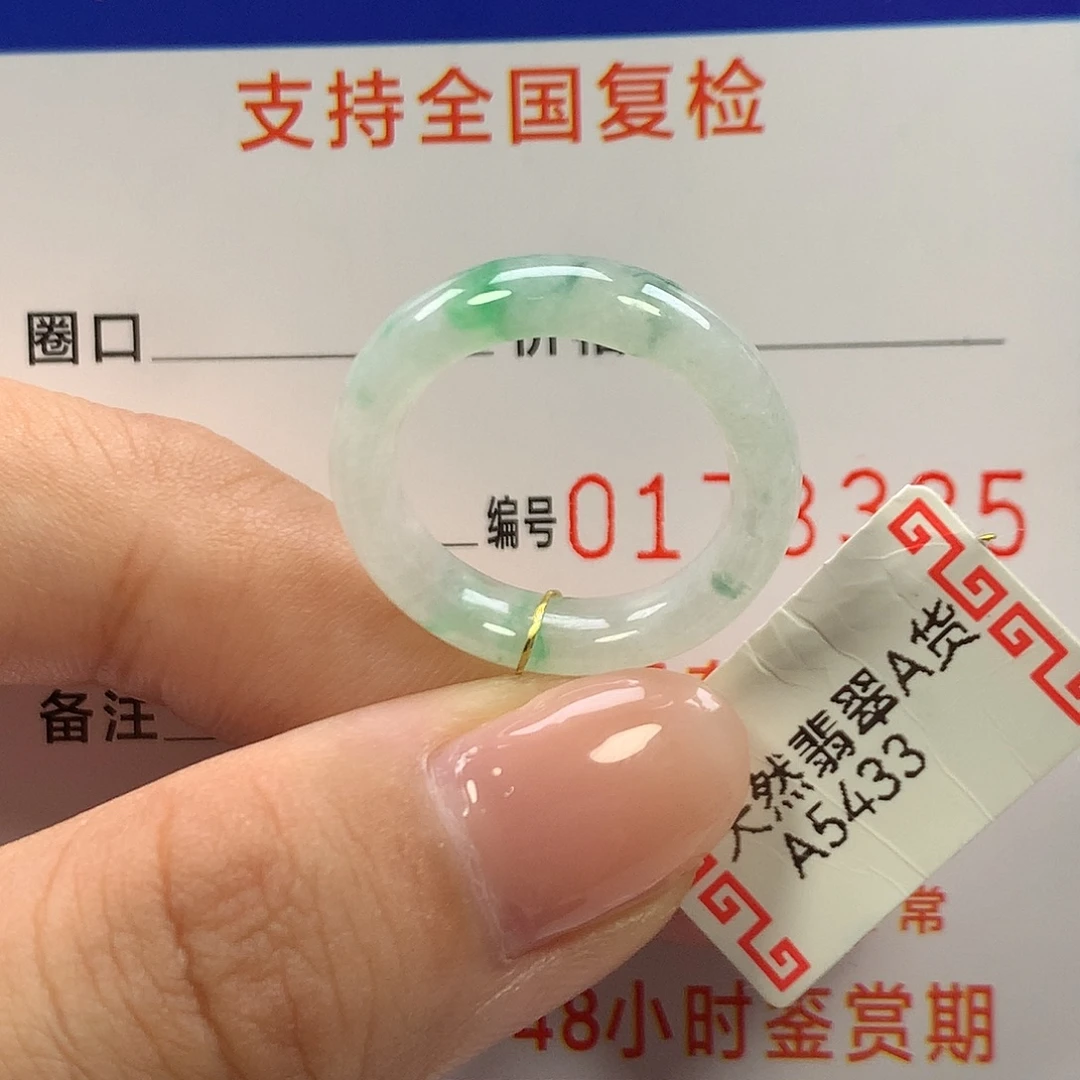 支持全国复检
圈口
编号
备注
天然翡翠A货
A5433
常
48小时鉴赏期